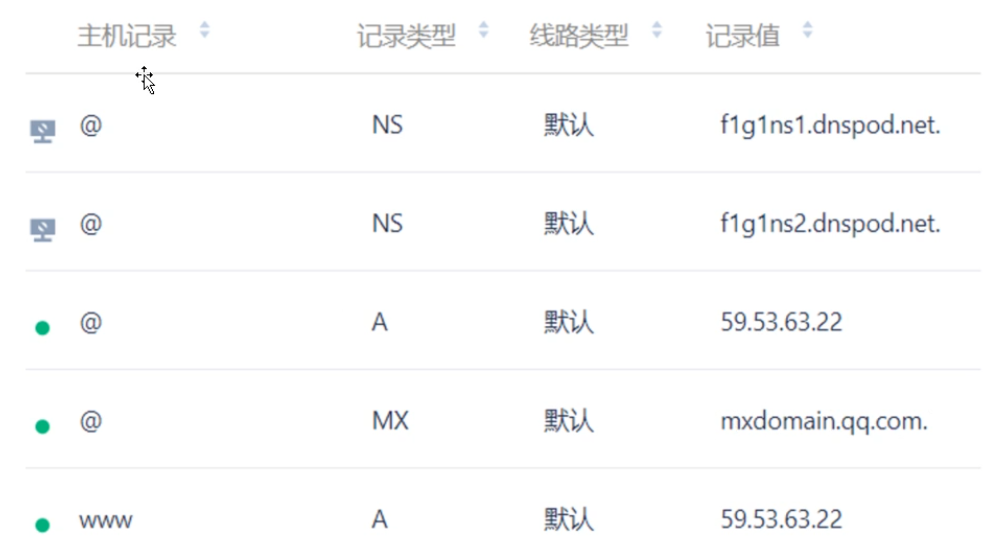 主机记录 记录类型 线路类型 记录值
@ NS 默认 f1g1ns1.dnspod.net.
@ NS 默认 f1g1ns2.dnspod.net.
@ A 默认 59.53.63.22
@ MX 默认 mxdomain.qq.com.
www A 默认 59.53.63.22